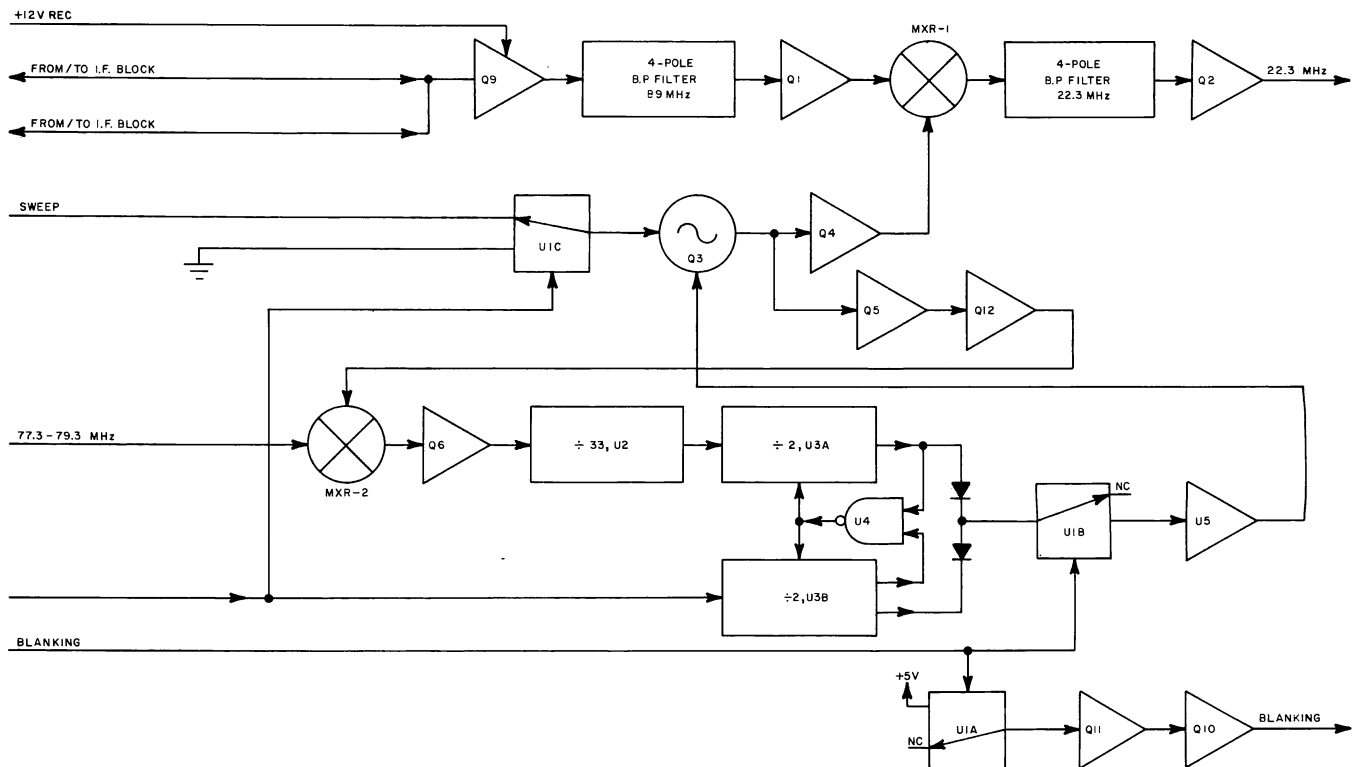 +12V REC
FROM/TO I.F. BLOCK
FROM/TO I.F. BLOCK
Q9
4-POLE
B.P FILTER
89 MHz
Q1
MXR-1
4-POLE
B.P FILTER
22.3 MHz
Q2
22.3 MHz
SWEEP
U1C
Q3
Q4
Q5
Q12
77.3-79.3 MHz
MXR-2
Q6
÷ 33, U2
÷ 2, U3A
U4
÷2, U3B
NC
U1B
U5
BLANKING
+5V
NC
U1A
Q11
Q10
BLANKING